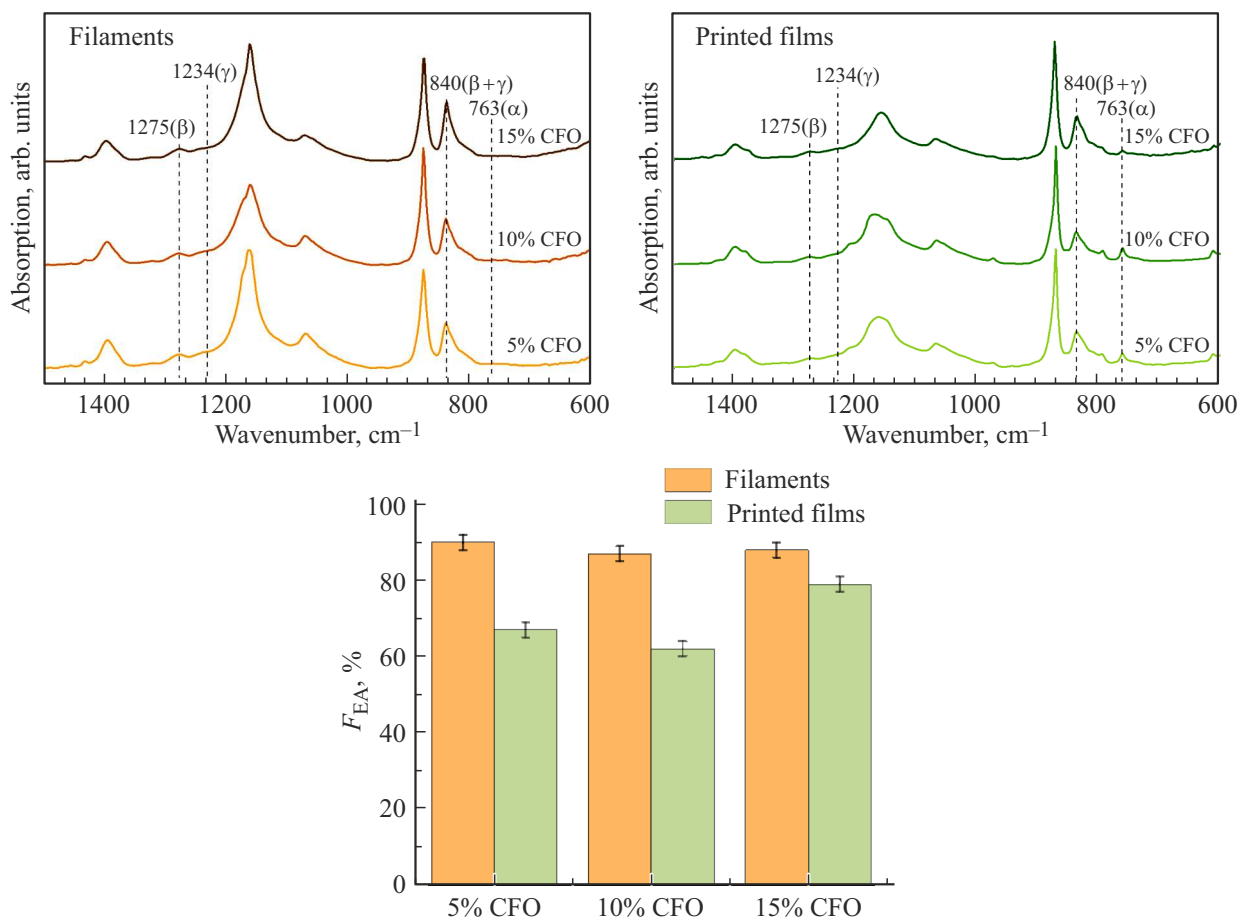 Filaments
1234(γ)
840(β+γ)
763(α)
1275(β)
15% CFO
10% CFO
5% CFO
Absorption, arb. units
1400 1200 1000 800 600
Wavenumber, cm–1
Printed films
1234(γ)
840(β+γ)
763(α)
1275(β)
15% CFO
10% CFO
5% CFO
Absorption, arb. units
1400 1200 1000 800 600
Wavenumber, cm–1
Filaments
Printed films
100
80
60
40
20
0
FEA, %
5% CFO 10% CFO 15% CFO